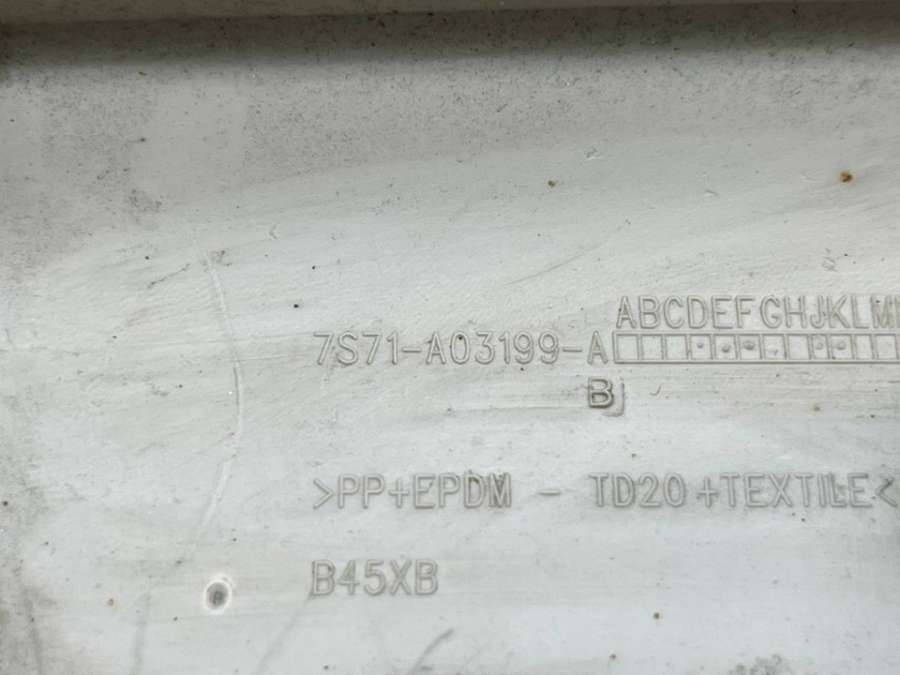 ABCDEFGHJKLM
7S71-A03199-A
B
>PP+EPDM - TD20+TEXTILE<
B45XB